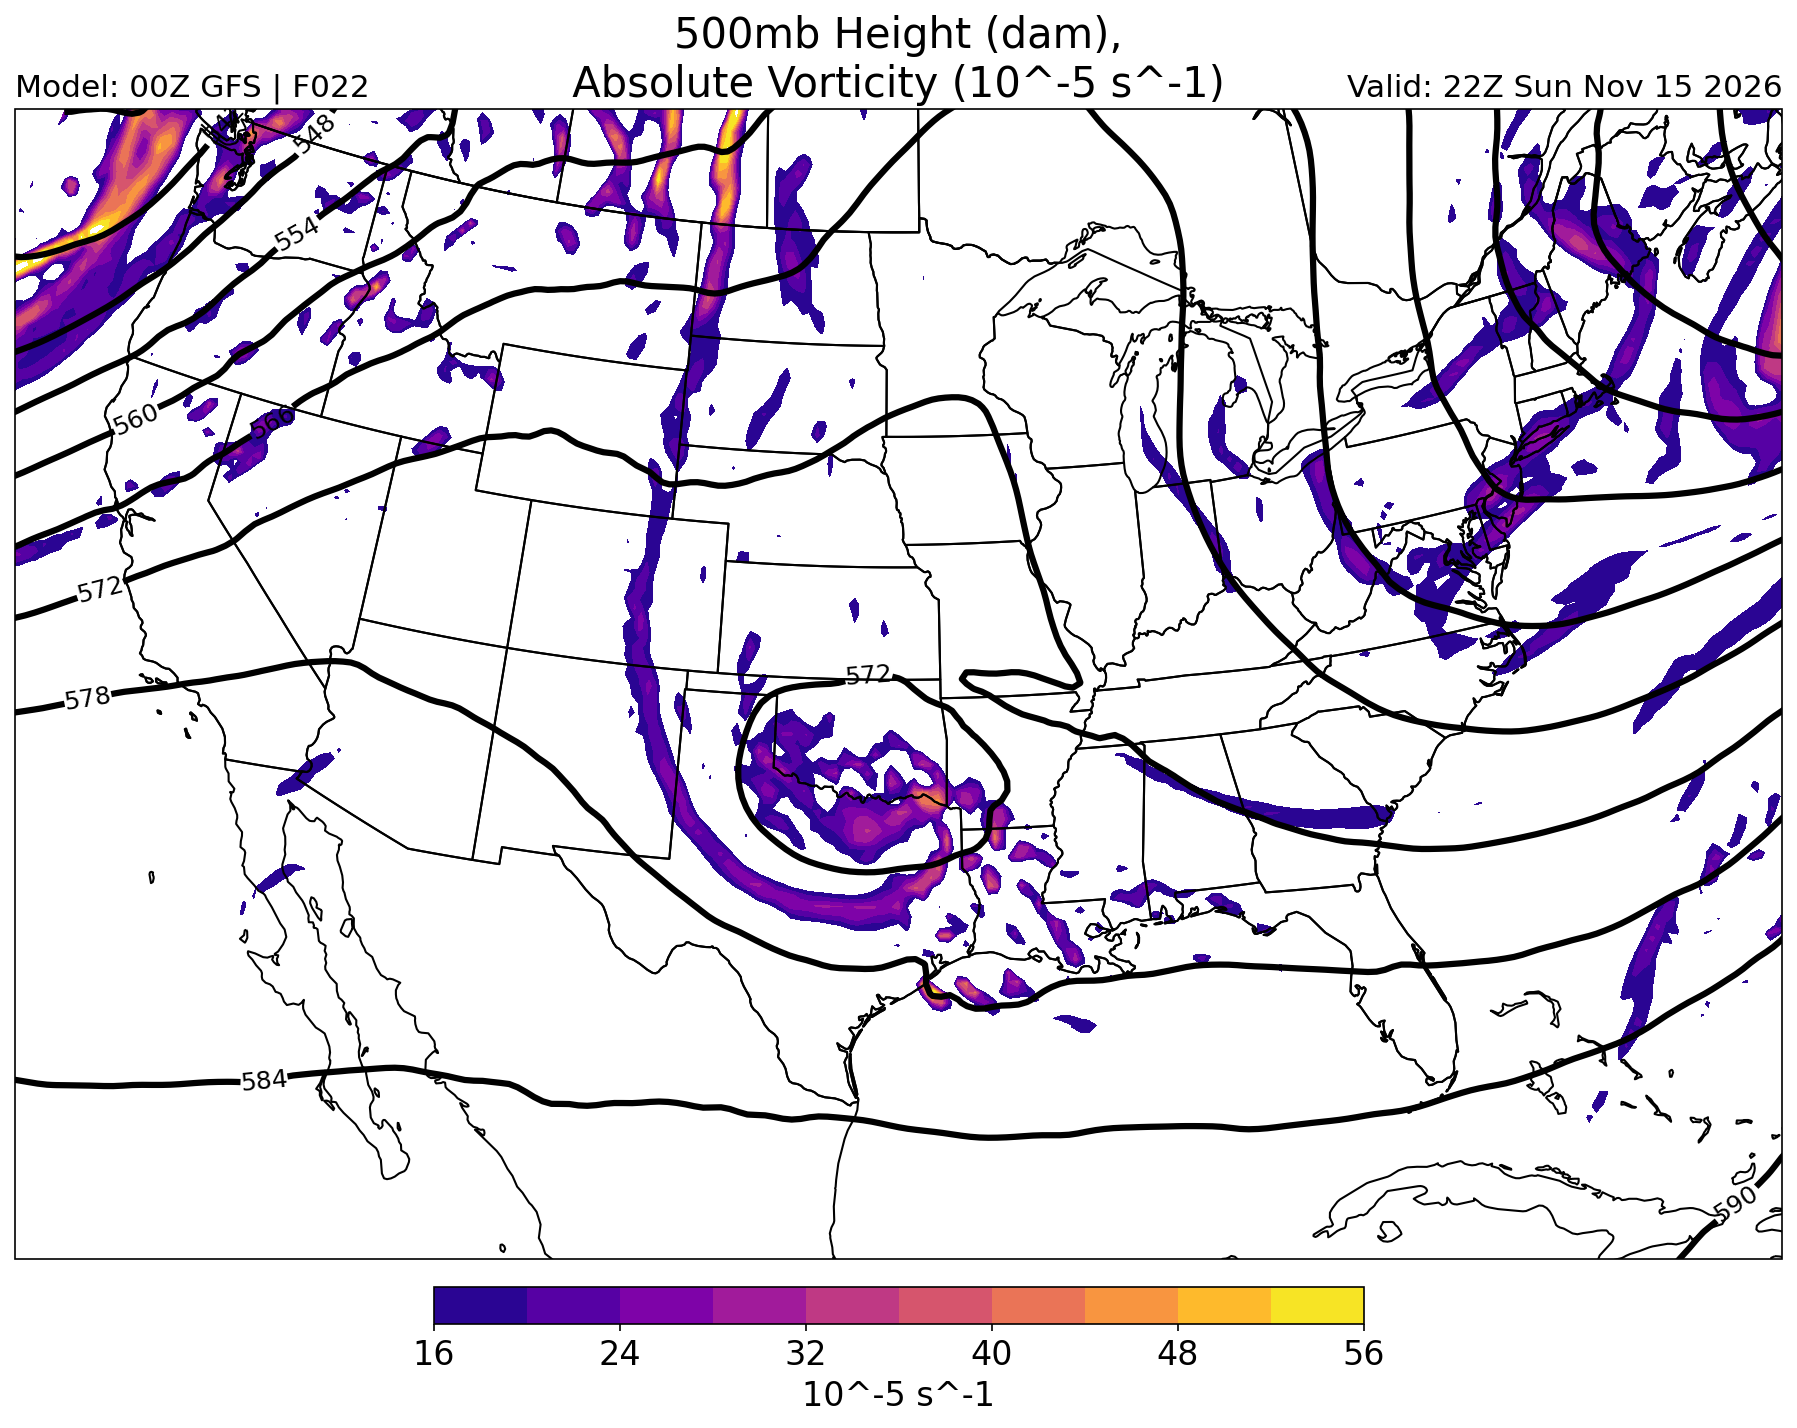 500mb Height (dam),
Absolute Vorticity (10^-5 s^-1)
Model: 00Z GFS | F022
Valid: 22Z Sun Nov 15 2026
548
554
560
566
572
578
572
584
590
16 24 32 40 48 56
10^-5 s^-1